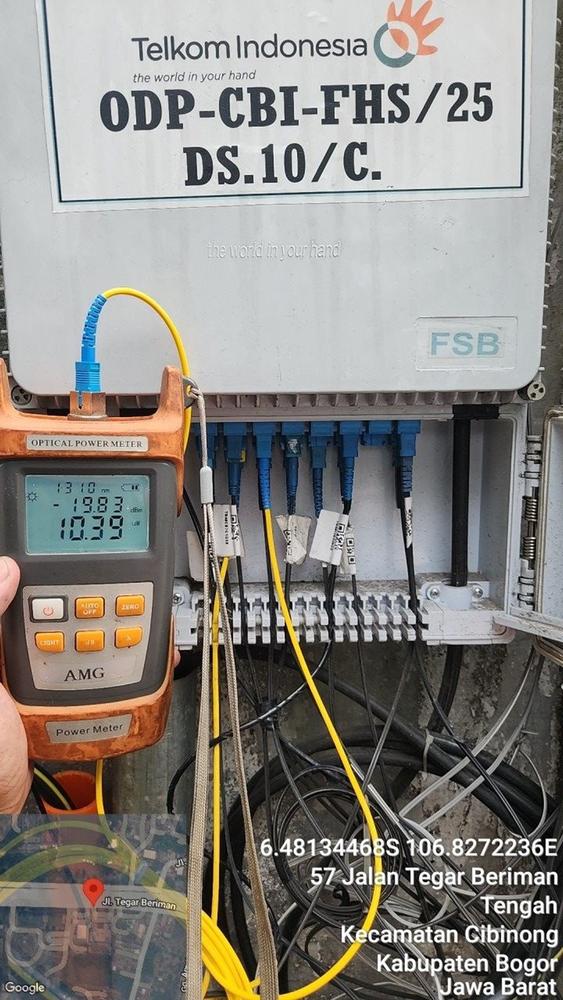 Telkom Indonesia
the world in your hand
ODP-CBI-FHS/25
DS.10/C.
the world in your hand
FSB
OPTICAL POWER METER
1310 nm
-19.83 dBm
10.39 uW
AUTO OFF
ZERO
LIGHT
dB
λ
AMG
Power Meter
Jl. Tegar Beriman
Google
6.48134468S 106.8272236E
57 Jalan Tegar Beriman
Tengah
Kecamatan Cibinong
Kabupaten Bogor
Jawa Barat